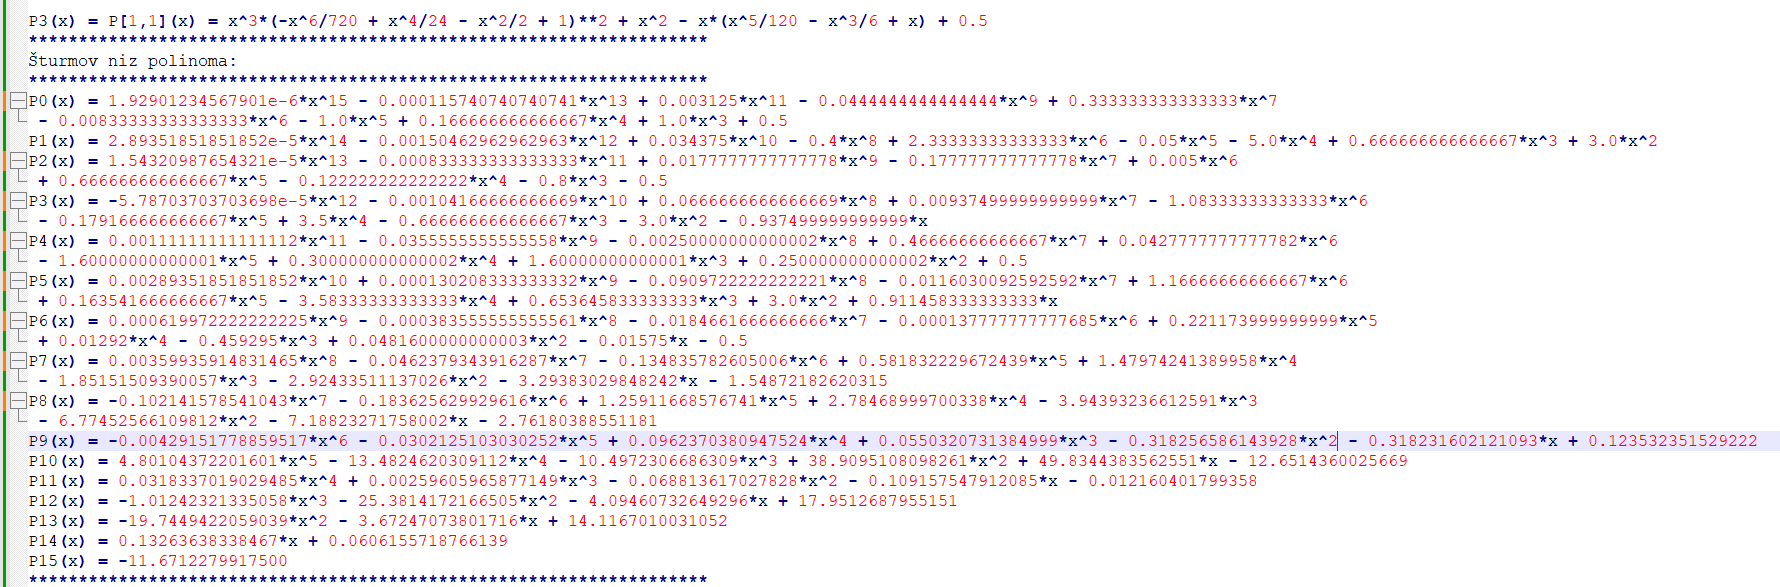 P3(x) = P[1,1](x) = x^3*(-x^6/720 + x^4/24 - x^2/2 + 1)**2 + x^2 - x*(x^5/120 - x^3/6 + x) + 0.5
********************************************************************
Šturmov niz polinoma:
********************************************************************
P0(x) = 1.92901234567901e-6*x^15 - 0.000115740740740741*x^13 + 0.003125*x^11 - 0.0444444444444444*x^9 + 0.333333333333333*x^7
- 0.00833333333333333*x^6 - 1.0*x^5 + 0.166666666666667*x^4 + 1.0*x^3 + 0.5
P1(x) = 2.89351851851852e-5*x^14 - 0.00150462962962963*x^12 + 0.034375*x^10 - 0.4*x^8 + 2.33333333333333*x^6 - 0.05*x^5 - 5.0*x^4 + 0.666666666666667*x^3 + 3.0*x^2
P2(x) = 1.54320987654321e-5*x^13 - 0.000833333333333333*x^11 + 0.0177777777777778*x^9 - 0.177777777777778*x^7 + 0.005*x^6
+ 0.666666666666667*x^5 - 0.122222222222222*x^4 - 0.8*x^3 - 0.5
P3(x) = -5.78703703703698e-5*x^12 - 0.00104166666666669*x^10 + 0.0666666666666669*x^8 + 0.00937499999999999*x^7 - 1.08333333333333*x^6
- 0.179166666666667*x^5 + 3.5*x^4 - 0.666666666666667*x^3 - 3.0*x^2 - 0.937499999999999*x
P4(x) = 0.00111111111111112*x^11 - 0.0355555555555558*x^9 - 0.00250000000000002*x^8 + 0.46666666666667*x^7 + 0.0427777777777782*x^6
- 1.60000000000001*x^5 + 0.300000000000002*x^4 + 1.60000000000001*x^3 + 0.250000000000002*x^2 + 0.5
P5(x) = 0.00289351851851852*x^10 + 0.000130208333333332*x^9 - 0.0909722222222221*x^8 - 0.0116030092592592*x^7 + 1.16666666666667*x^6
+ 0.163541666666667*x^5 - 3.58333333333333*x^4 + 0.653645833333333*x^3 + 3.0*x^2 + 0.911458333333333*x
P6(x) = 0.000619972222222225*x^9 - 0.000383555555555561*x^8 - 0.0184661666666666*x^7 - 0.000137777777777685*x^6 + 0.221173999999999*x^5
+ 0.01292*x^4 - 0.459295*x^3 + 0.0481600000000003*x^2 - 0.01575*x - 0.5
P7(x) = 0.00359935914831465*x^8 - 0.0462379343916287*x^7 - 0.134835782605006*x^6 + 0.581832229672439*x^5 + 1.47974241389958*x^4
- 1.85151509390057*x^3 - 2.92433511137026*x^2 - 3.29383029848242*x - 1.54872182620315
P8(x) = -0.102141578541043*x^7 - 0.183625629929616*x^6 + 1.25911668576741*x^5 + 2.78468999700338*x^4 - 3.94393236612591*x^3
- 6.77452566109812*x^2 - 7.18823271758002*x - 2.76180388551181
P9(x) = -0.00429151778859517*x^6 - 0.0302125103030252*x^5 + 0.0962370380947524*x^4 + 0.0550320731384999*x^3 - 0.318256586143928*x^2 - 0.318231602121093*x + 0.123532351529222
P10(x) = 4.80104372201601*x^5 - 13.4824620309112*x^4 - 10.4972306686309*x^3 + 38.9095108098261*x^2 + 49.8344383562551*x - 12.6514360025669
P11(x) = 0.0318337019029485*x^4 + 0.00259605965877149*x^3 - 0.068813617027828*x^2 - 0.109157547912085*x - 0.012160401799358
P12(x) = -1.01242321335058*x^3 - 25.3814172166505*x^2 - 4.09460732649296*x + 17.9512687955151
P13(x) = -19.7449422059039*x^2 - 3.67247073801716*x + 14.1167010031052
P14(x) = 0.13263638338467*x + 0.0606155718766139
P15(x) = -11.6712279917500
********************************************************************